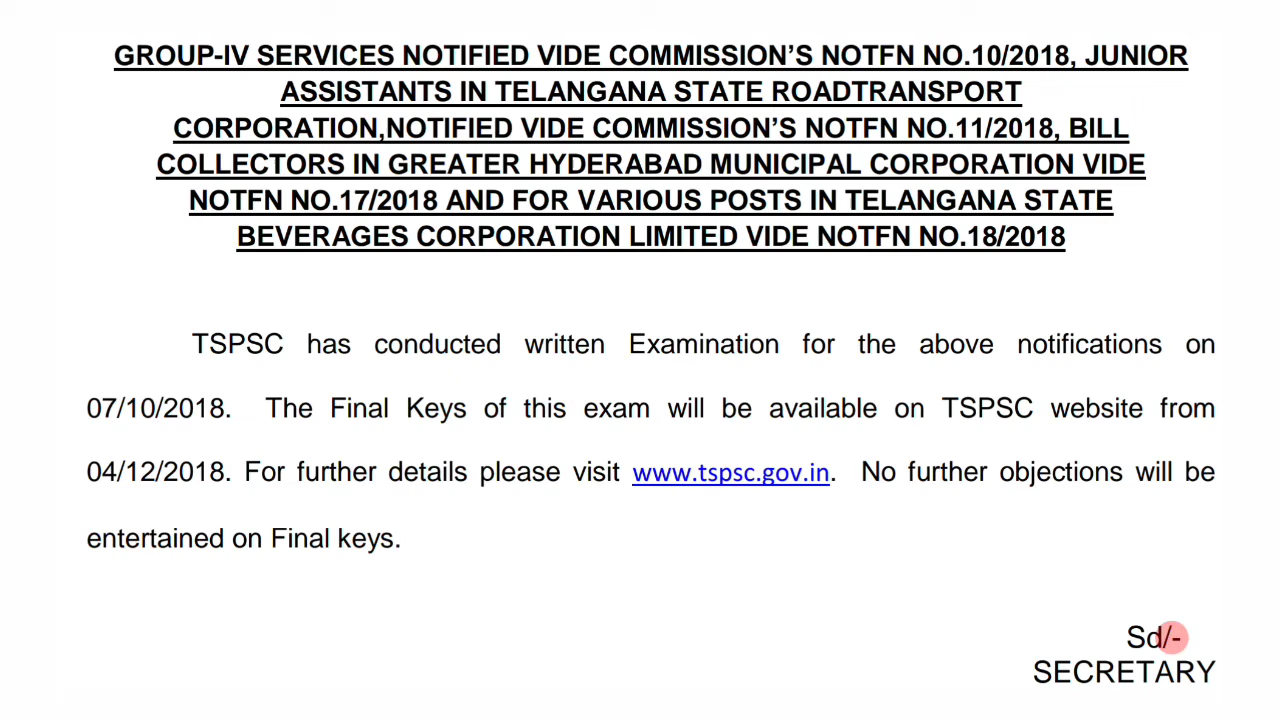 GROUP-IV SERVICES NOTIFIED VIDE COMMISSION'S NOTFN NO.10/2018, JUNIOR
ASSISTANTS IN TELANGANA STATE ROADTRANSPORT
CORPORATION,NOTIFIED VIDE COMMISSION'S NOTFN NO.11/2018, BILL
COLLECTORS IN GREATER HYDERABAD MUNICIPAL CORPORATION VIDE
NOTFN NO.17/2018 AND FOR VARIOUS POSTS IN TELANGANA STATE
BEVERAGES CORPORATION LIMITED VIDE NOTFN NO.18/2018
TSPSC has conducted written Examination for the above notifications on
07/10/2018. The Final Keys of this exam will be available on TSPSC website from
04/12/2018. For further details please visit www.tspsc.gov.in. No further objections will be
entertained on Final keys.
Sd/-
SECRETARY